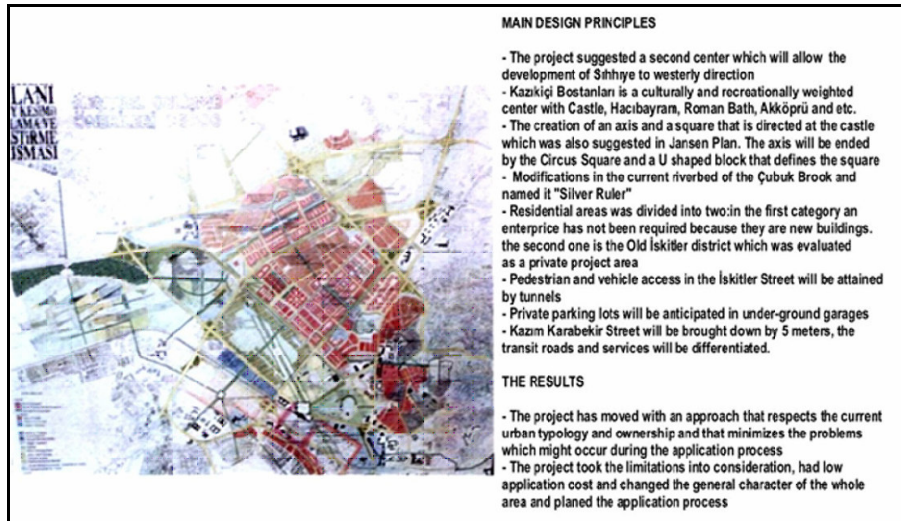 LANI
MAIN DESIGN PRINCIPLES
- The project suggested a second center which will allow the
development of Sıhhıye to westerly direction
- Kazıkiçi Bostanları is a culturally and recreationally weighted
center with Castle, Hacıbayram, Roman Bath, Akköprü and etc.
- The creation of an axis and a square that is directed at the castle
which was also suggested in Jansen Plan. The axis will be ended
by the Circus Square and a U shaped block that defines the square
- Modifications in the current riverbed of the Çubuk Brook and
named it "Silver Ruler"
- Residential areas was divided into two:in the first category an
enterprice has not been required because they are new buildings.
the second one is the Old İskitler district which was evaluated
as a private project area
- Pedestrian and vehicle access in the İskitler Street will be attained
by tunnels
- Private parking lots will be anticipated in under-ground garages
- Kazım Karabekir Street will be brought down by 5 meters, the
transit roads and services will be differentiated.
THE RESULTS
- The project has moved with an approach that respects the current
urban typology and ownership and that minimizes the problems
which might occur during the application process
- The project took the limitations into consideration, had low
application cost and changed the general character of the whole
area and planed the application process